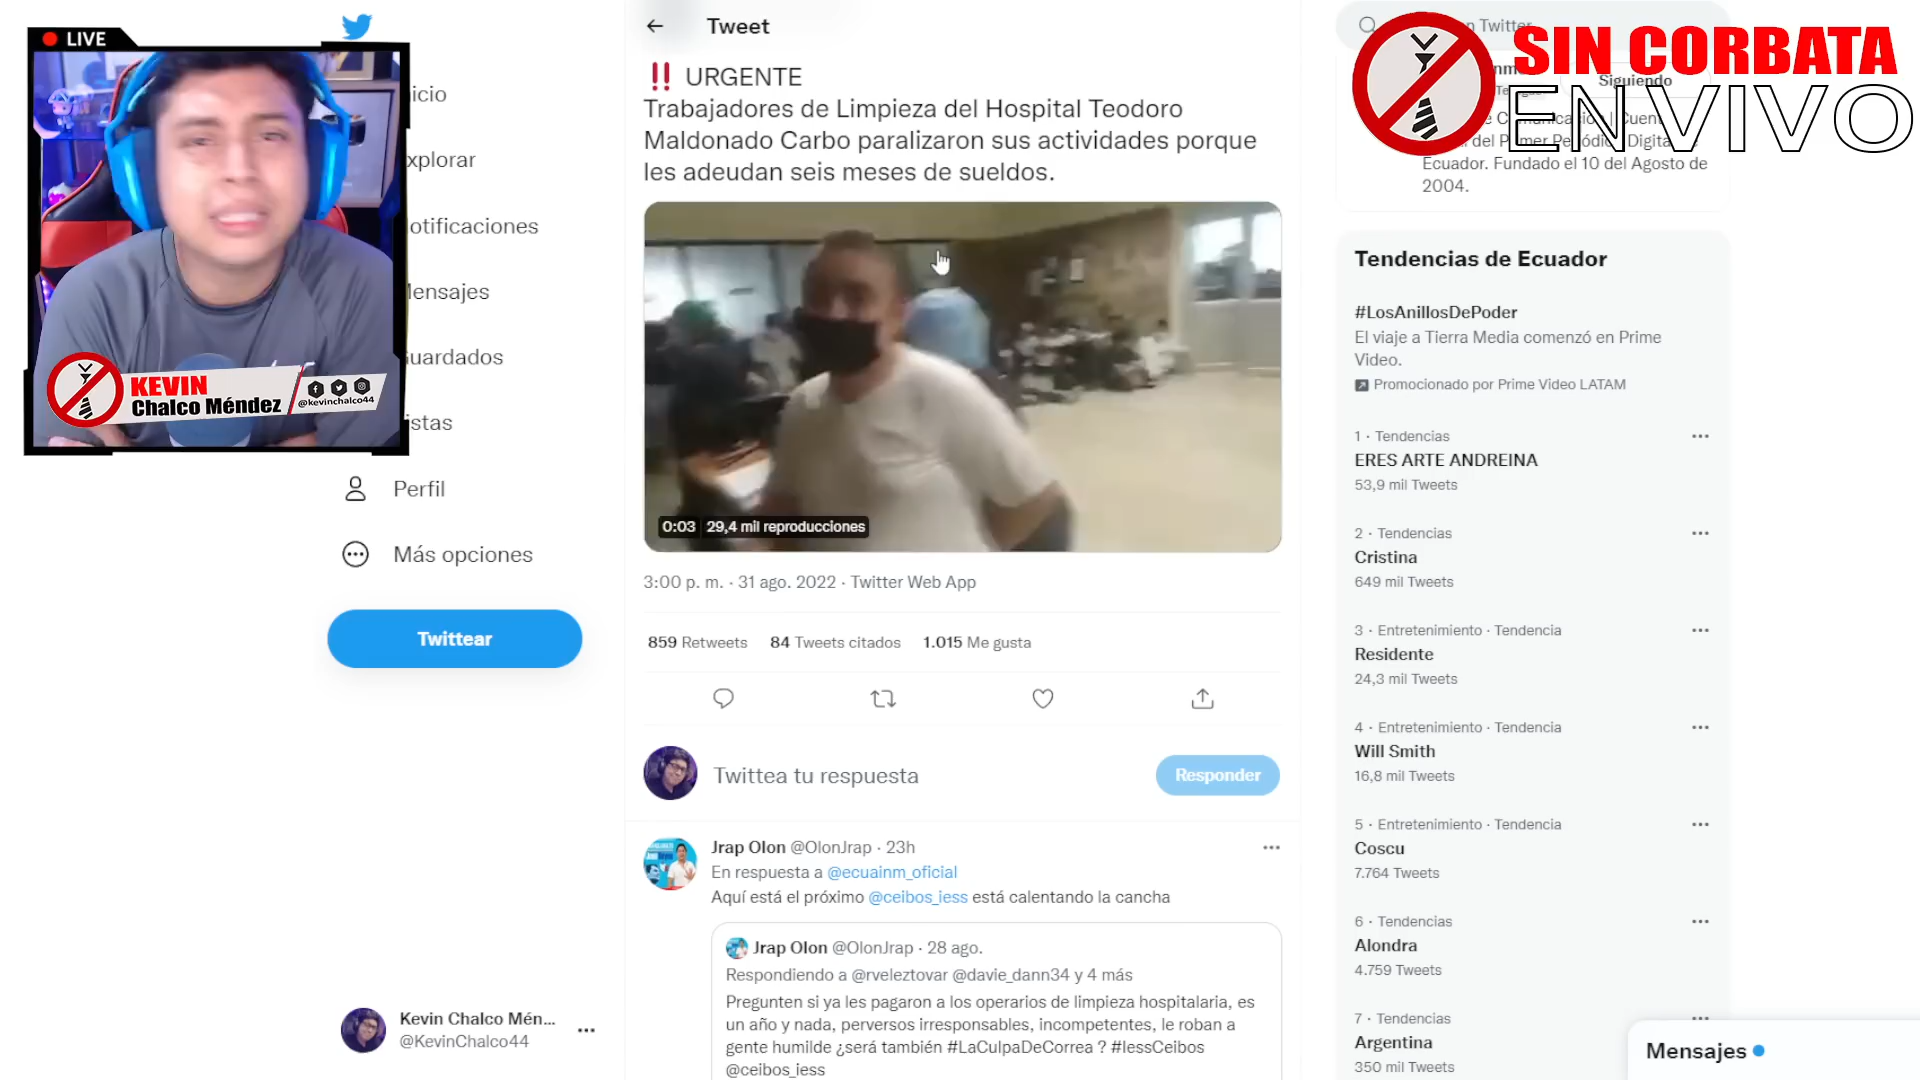 LIVE
KEVIN
Chalco Méndez
@kevinchalco44
icio
xplorar
otificaciones
ensajes
uardados
stas
Perfil
Más opciones
Twittear
Kevin Chalco Mén...
@KevinChalco44
Tweet
‼ URGENTE
Trabajadores de Limpieza del Hospital Teodoro
Maldonado Carbo paralizaron sus actividades porque
les adeudan seis meses de sueldos.
0:03 29,4 mil reproducciones
3:00 p. m. · 31 ago. 2022 · Twitter Web App
859 Retweets 84 Tweets citados 1.015 Me gusta
Twittea tu respuesta
Responder
Jrap Olon @OlonJrap · 23h
En respuesta a @ecuainm_oficial
Aquí está el próximo @ceibos_iess está calentando la cancha
Jrap Olon @OlonJrap · 28 ago.
Respondiendo a @rveleztovar @davie_dann34 y 4 más
Pregunten si ya les pagaron a los operarios de limpieza hospitalaria, es
un año y nada, perversos irresponsables, incompetentes, le roban a
gente humilde ¿será también #LaCulpaDeCorrea ? #IessCeibos
@ceibos_iess
SIN CORBATA
EN VIVO
Twitter
Siguiendo
del Primer Periódico Digital
Ecuador. Fundado el 10 del Agosto de
2004.
Tendencias de Ecuador
#LosAnillosDePoder
El viaje a Tierra Media comenzó en Prime
Video.
Promocionado por Prime Video LATAM
1 · Tendencias
ERES ARTE ANDREINA
53,9 mil Tweets
2 · Tendencias
Cristina
649 mil Tweets
3 · Entretenimiento · Tendencia
Residente
24,3 mil Tweets
4 · Entretenimiento · Tendencia
Will Smith
16,8 mil Tweets
5 · Entretenimiento · Tendencia
Coscu
7.764 Tweets
6 · Tendencias
Alondra
4.759 Tweets
7 · Tendencias
Argentina
350 mil Tweets
Mensajes